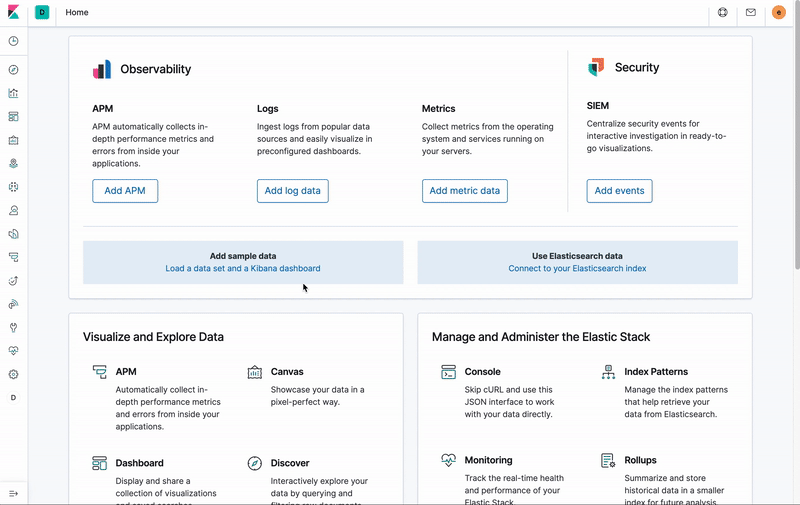 D
Home
e
Observability
Security
APM
APM automatically collects in-
depth performance metrics and
errors from inside your
applications.
Add APM
Logs
Ingest logs from popular data
sources and easily visualize in
preconfigured dashboards.
Add log data
Metrics
Collect metrics from the operating
system and services running on
your servers.
Add metric data
SIEM
Centralize security events for
interactive investigation in ready-to-
go visualizations.
Add events
Add sample data
Load a data set and a Kibana dashboard
Use Elasticsearch data
Connect to your Elasticsearch index
Visualize and Explore Data
APM
Automatically collect in-
depth performance metrics
and errors from inside your
applications.
Canvas
Showcase your data in a
pixel-perfect way.
Dashboard
Display and share a
collection of visualizations
and saved searches.
Discover
Interactively explore your
data by querying and
filtering raw documents.
Manage and Administer the Elastic Stack
Console
Skip cURL and use this
JSON interface to work
with your data directly.
Index Patterns
Manage the index patterns
that help retrieve your
data from Elasticsearch.
Monitoring
Track the real-time health
and performance of your
Elastic Stack.
Rollups
Summarize and store
historical data in a smaller
index for future analysis.
D